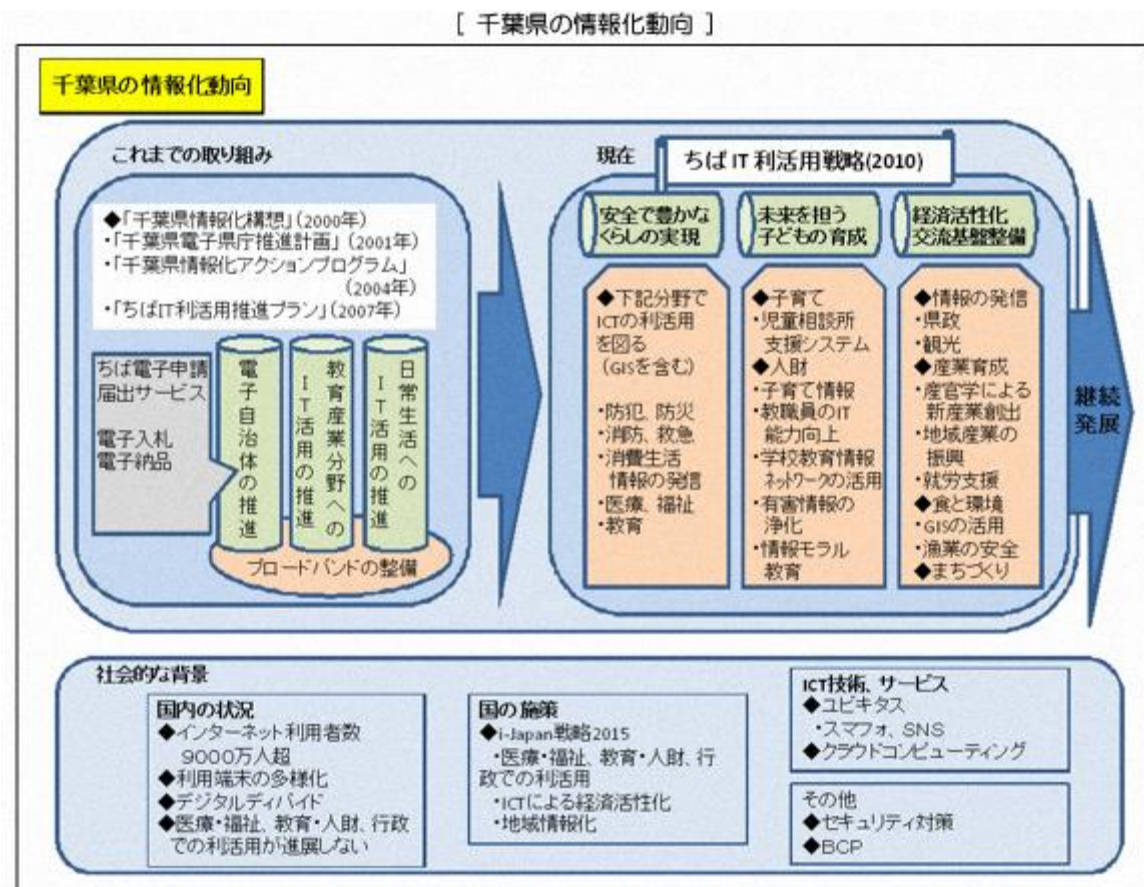 [ 千葉県の情報化動向 ]
千葉県の情報化動向
これまでの取り組み
◆「千葉県情報化構想」(2000年)
・「千葉県電子県庁推進計画」(2001年)
・「千葉県情報化アクションプログラム」
(2004年)
・「ちばIT利活用推進プラン」(2007年)
ちば電子申請
届出サービス
電子入札
電子納品
電子自治体の推進
教育産業分野への
IT活用の推進
日常生活への
IT活用の推進
ブロードバンドの整備
現在
ちばIT利活用戦略(2010)
安全で豊かな
くらしの実現
◆下記分野で
ICTの利活用
を図る
(GISを含む)
・防犯、防災
・消防、救急
・消費生活
情報の発信
・医療、福祉
・教育
未来を担う
子どもの育成
◆子育て
・児童相談所
支援システム
◆人財
・子育て情報
・教職員のIT
能力向上
・学校教育情報
ネットワークの活用
・有害情報の
浄化
・情報モラル
教育
経済活性化
交流基盤整備
◆情報の発信
・県政
・観光
◆産業育成
・産官学による
新産業創出
・地域産業の
振興
・就労支援
◆食と環境
・GISの活用
・漁業の安全
◆まちづくり
継続
発展
社会的な背景
国内の状況
◆インターネット利用者数
9000万人超
◆利用端末の多様化
◆デジタルディバイド
◆医療・福祉、教育・人財、行政
での利活用が進展しない
国の施策
◆i-Japan戦略2015
・医療・福祉、教育・人財、行
政での利活用
・ICTによる経済活性化
・地域情報化
ICT技術、サービス
◆ユビキタス
・スマフォ、SNS
◆クラウドコンピューティング
その他
◆セキュリティ対策
◆BCP